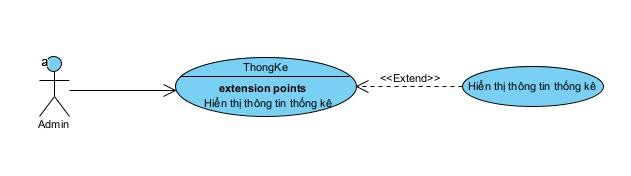 a
Admin
ThongKe
extension points
Hiển thị thông tin thống kê
<<Extend>>
Hiển thị thông tin thống kê